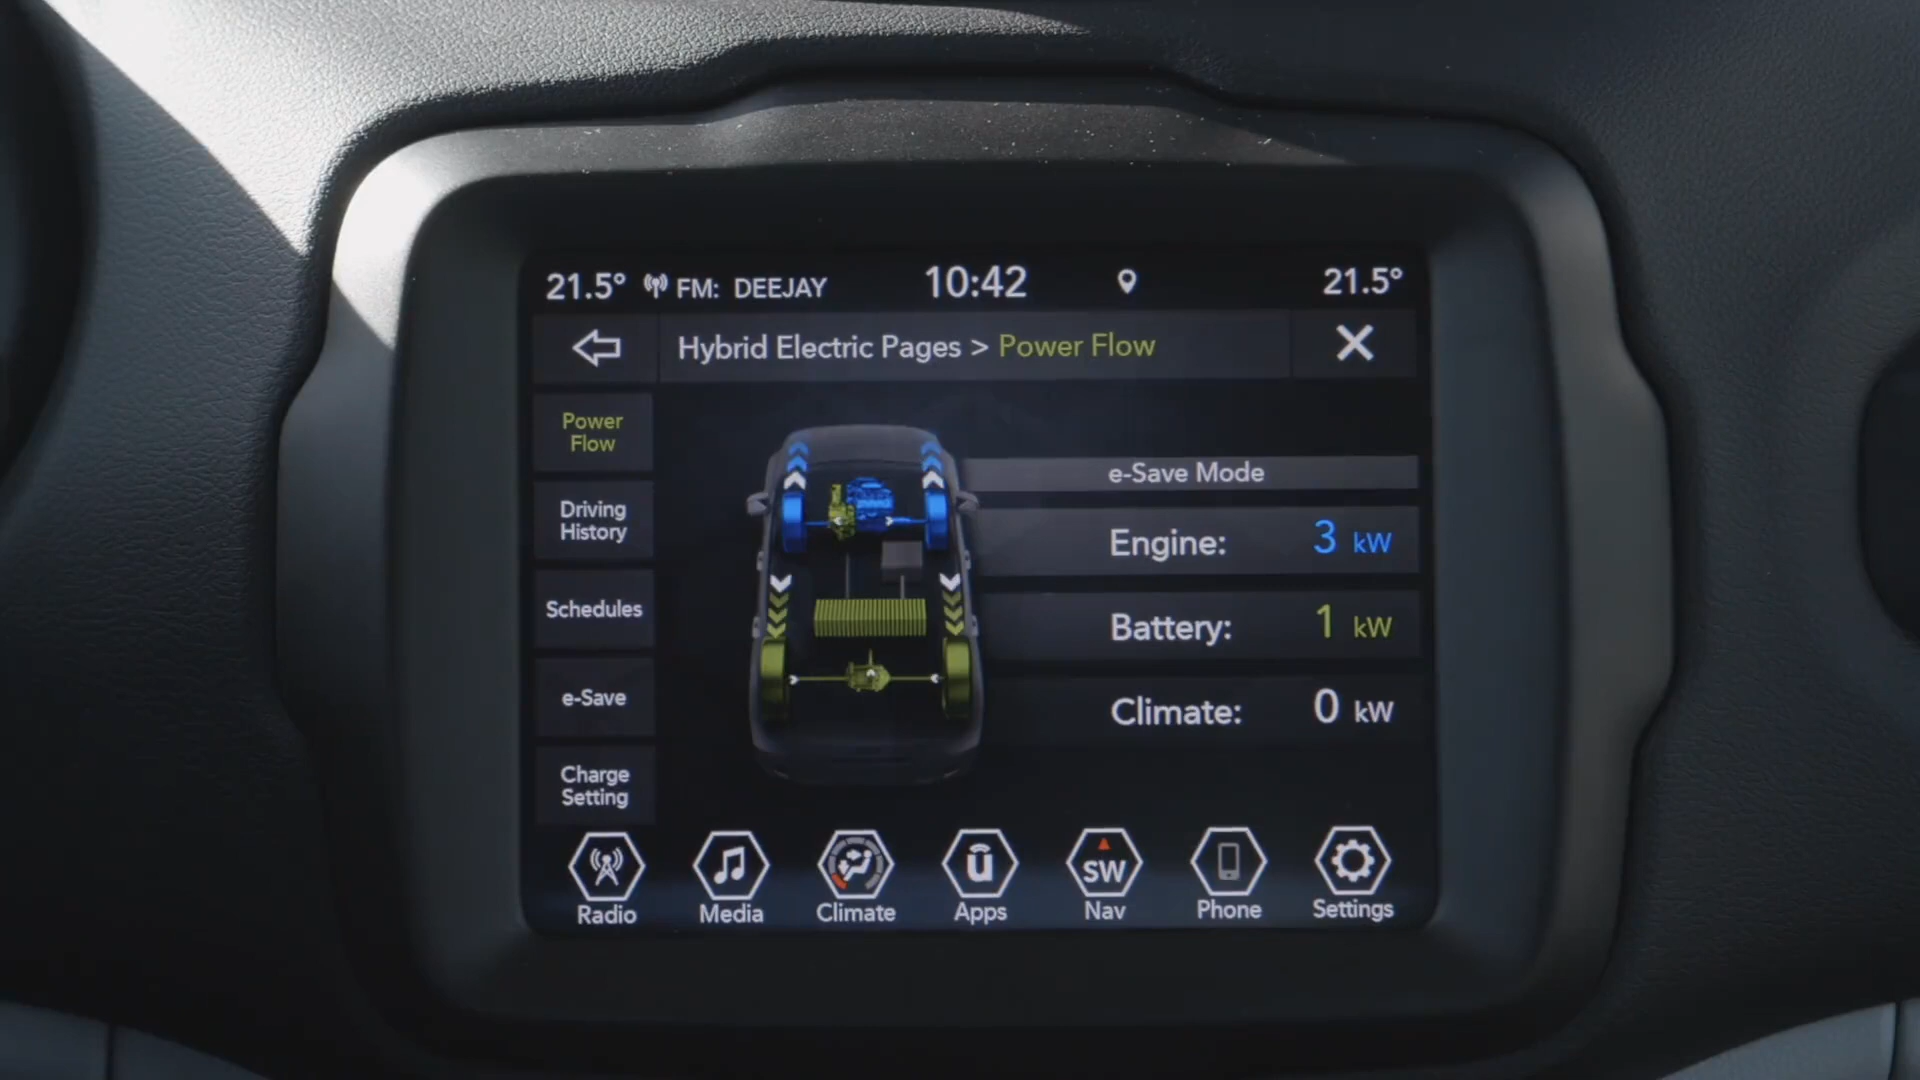 21.5° FM: DEEJAY 10:42 21.5°
Hybrid Electric Pages > Power Flow
Power
Flow
Driving
History
Schedules
e-Save
Charge
Setting
e-Save Mode
Engine: 3 kW
Battery: 1 kW
Climate: 0 kW
ū
SW
Radio Media Climate Apps Nav Phone Settings